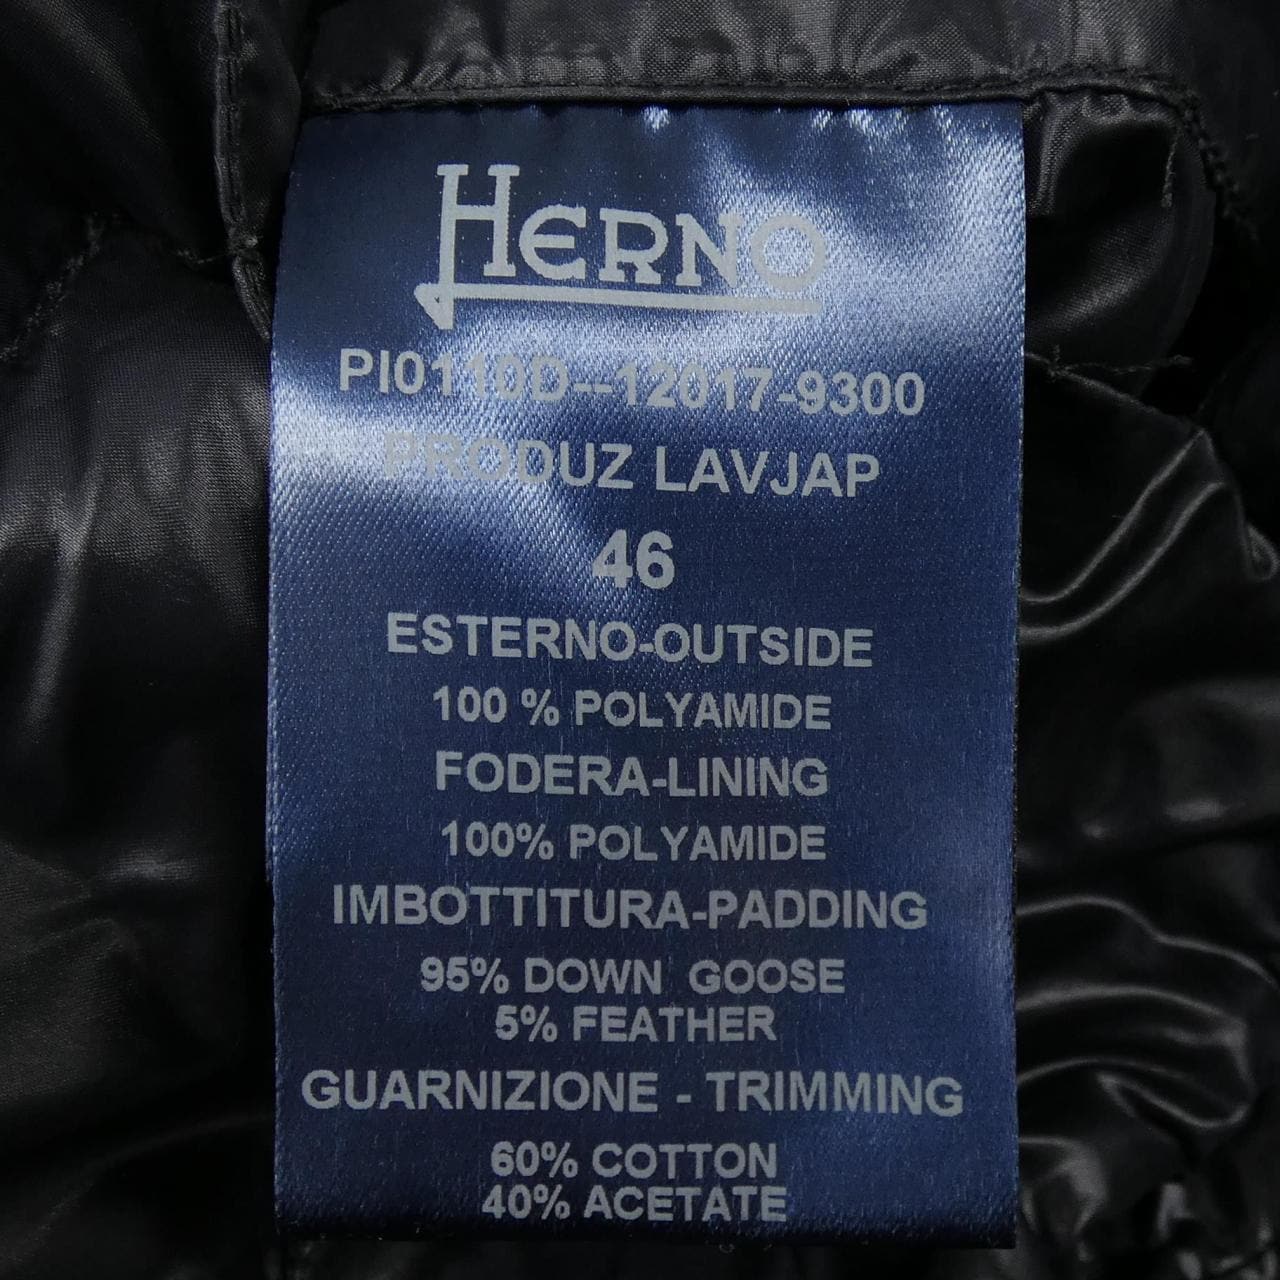 HERNO
PI0110D--12017-9300
PRODUZ LAVJAP
46
ESTERNO-OUTSIDE
100 % POLYAMIDE
FODERA-LINING
100% POLYAMIDE
IMBOTTITURA-PADDING
95% DOWN GOOSE
5% FEATHER
GUARNIZIONE - TRIMMING
60% COTTON
40% ACETATE